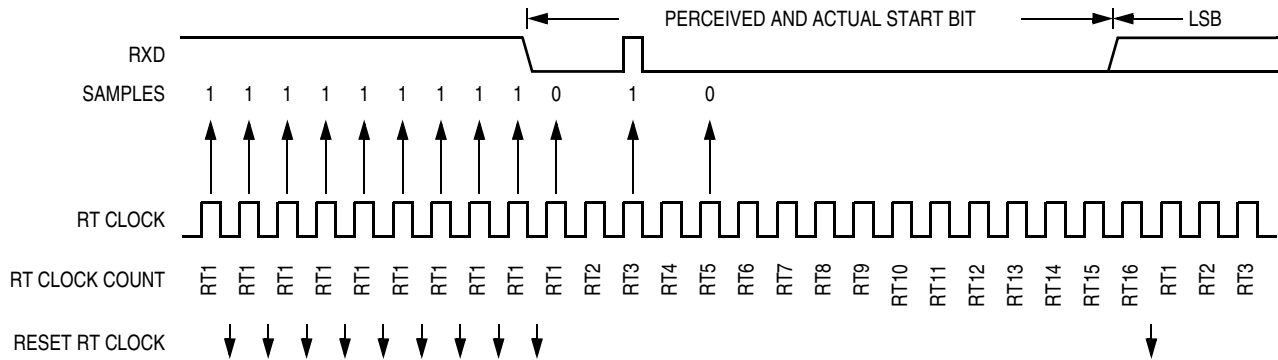 PERCEIVED AND ACTUAL START BIT LSB
RXD
SAMPLES 1 1 1 1 1 1 1 1 1 0 1 0
RT CLOCK
RT CLOCK COUNT RT1 RT1 RT1 RT1 RT1 RT1 RT1 RT1 RT1 RT1 RT2 RT3 RT4 RT5 RT6 RT7 RT8 RT9 RT10 RT11 RT12 RT13 RT14 RT15 RT16 RT1 RT2 RT3
RESET RT CLOCK